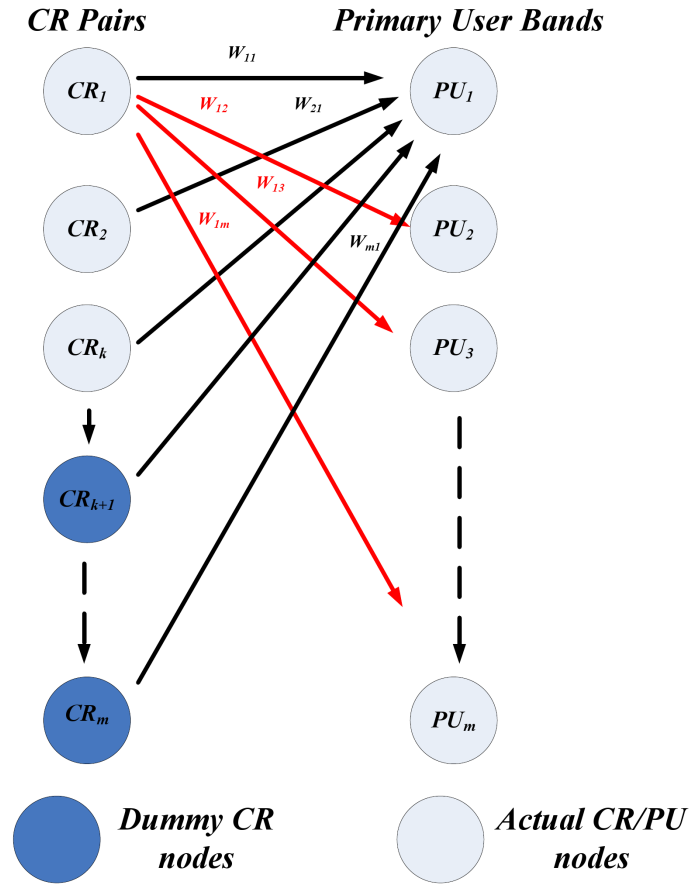 CR Pairs Primary User Bands
W11
CR1 PU1
W12 W21
W13
CR2 W1m PU2
Wm1
CRk PU3
CRk+1
CRm PUm
Dummy CR nodes
Actual CR/PU nodes